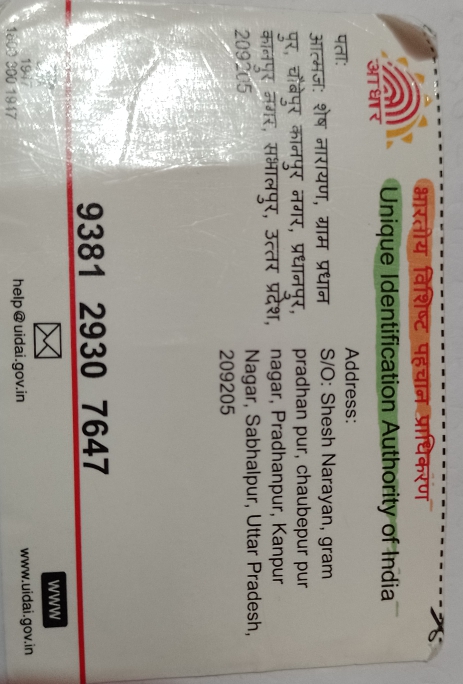 आधार
भारतीय विशिष्ट पहचान प्राधिकरण
Unique Identification Authority of India
पता:
आत्मज: शेष नारायण, ग्राम प्रधान
पुर, चौबेपुर कानपुर नगर, प्रधानपुर,
कानपुर नगर, सभालपुर, उत्तर प्रदेश,
209205
Address:
S/O: Shesh Narayan, gram
pradhan pur, chaubepur pur
nagar, Pradhanpur, Kanpur
Nagar, Sabhalpur, Uttar Pradesh,
209205
9381 2930 7647
1947
1800 300 1947
help@uidai.gov.in
www
www.uidai.gov.in